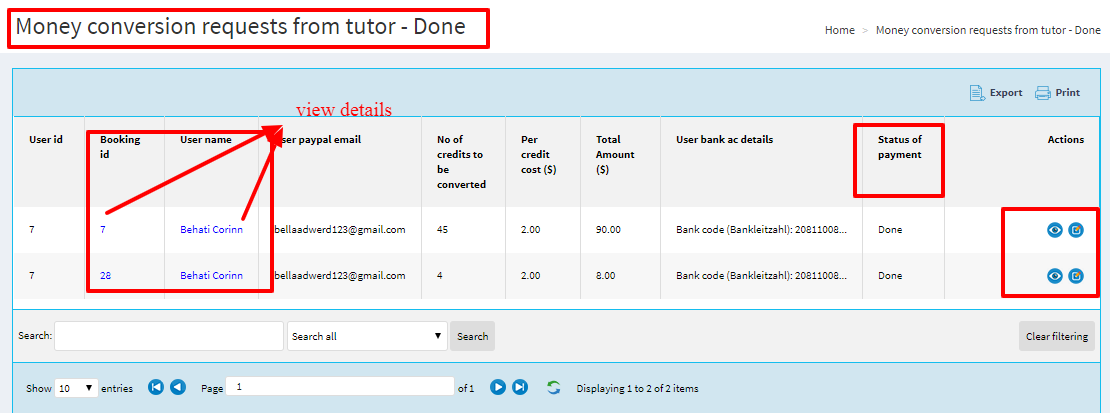 Money conversion requests from tutor - Done
Home > Money conversion requests from tutor - Done
Export Print
view details
User id Booking id User name User paypal email No of credits to be converted Per credit cost ($) Total Amount ($) User bank ac details Status of payment Actions
7 7 Behati Corinn bellaadwerd123@gmail.com 45 2.00 90.00 Bank code (Bankleitzahl): 20811008... Done
7 28 Behati Corinn bellaadwerd123@gmail.com 4 2.00 8.00 Bank code (Bankleitzahl): 20811008... Done
Search: Search all Search Clear filtering
Show 10 entries Page 1 of 1 Displaying 1 to 2 of 2 items